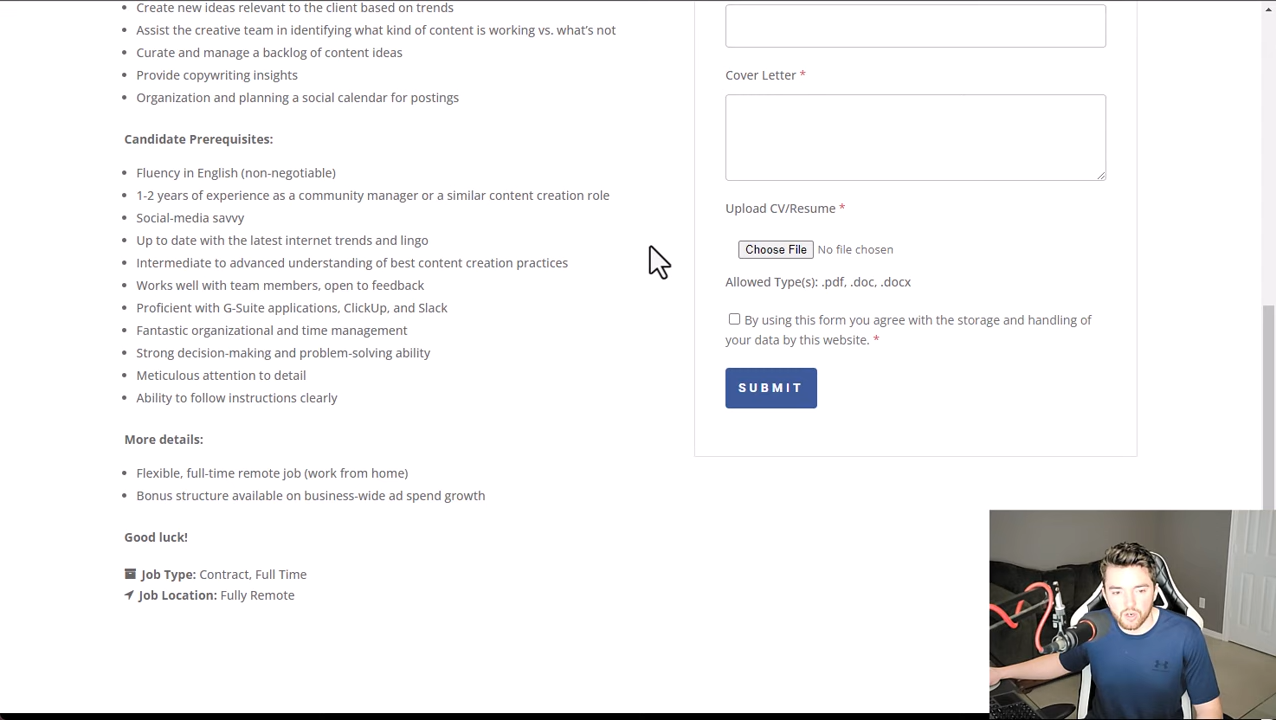 Create new ideas relevant to the client based on trends
Assist the creative team in identifying what kind of content is working vs. what's not
Curate and manage a backlog of content ideas
Provide copywriting insights
Organization and planning a social calendar for postings
Candidate Prerequisites:
Fluency in English (non-negotiable)
1-2 years of experience as a community manager or a similar content creation role
Social-media savvy
Up to date with the latest internet trends and lingo
Intermediate to advanced understanding of best content creation practices
Works well with team members, open to feedback
Proficient with G-Suite applications, ClickUp, and Slack
Fantastic organizational and time management
Strong decision-making and problem-solving ability
Meticulous attention to detail
Ability to follow instructions clearly
More details:
Flexible, full-time remote job (work from home)
Bonus structure available on business-wide ad spend growth
Good luck!
Job Type: Contract, Full Time
Job Location: Fully Remote
Cover Letter *
Upload CV/Resume *
Choose File No file chosen
Allowed Type(s): .pdf, .doc, .docx
By using this form you agree with the storage and handling of
your data by this website. *
SUBMIT